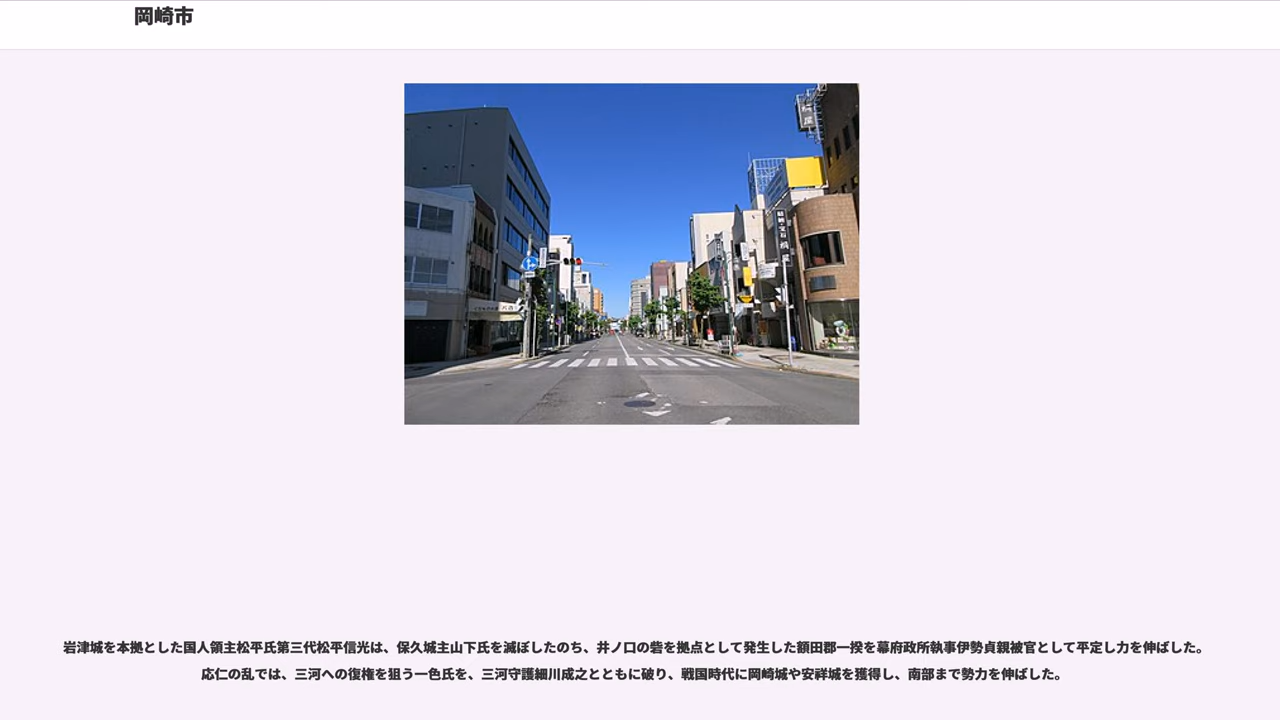 岡崎市
岩津城を本拠とした国人領主松平氏第三代松平信光は、保久城主山下氏を滅ぼしたのち、井ノ口の砦を拠点として発生した額田郡一揆を幕府政所執事伊勢貞親被官として平定し力を伸ばした。
応仁の乱では、三河への復権を狙う一色氏を、三河守護細川成之とともに破り、戦国時代に岡崎城や安祥城を獲得し、南部まで勢力を伸ばした。